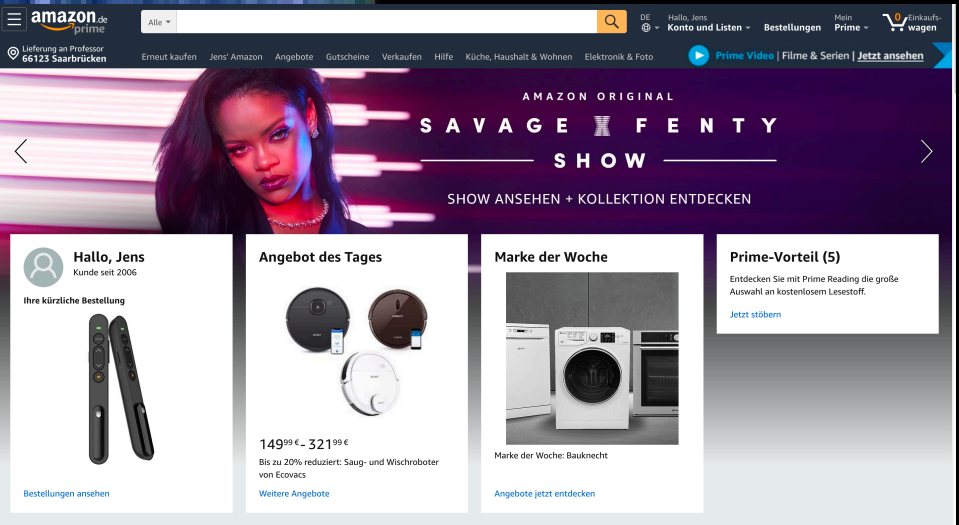 amazon.de
prime
Alle
DE
Hallo, Jens
Konto und Listen
Bestellungen
Mein
Prime
0
Einkaufs-
wagen
Lieferung an Professor
66123 Saarbrücken
Erneut kaufen Jens' Amazon Angebote Gutscheine Verkaufen Hilfe Küche, Haushalt & Wohnen Elektronik & Foto
Prime Video | Filme & Serien | Jetzt ansehen
AMAZON ORIGINAL
SAVAGE X FENTY
SHOW
SHOW ANSEHEN + KOLLEKTION ENTDECKEN
Hallo, Jens
Kunde seit 2006
Ihre kürzliche Bestellung
Bestellungen ansehen
Angebot des Tages
149⁹⁹ € - 321⁹⁹ €
Bis zu 20% reduziert: Saug- und Wischroboter
von Ecovacs
Weitere Angebote
Marke der Woche
Marke der Woche: Bauknecht
Angebote jetzt entdecken
Prime-Vorteil (5)
Entdecken Sie mit Prime Reading die große
Auswahl an kostenlosem Lesestoff.
Jetzt stöbern